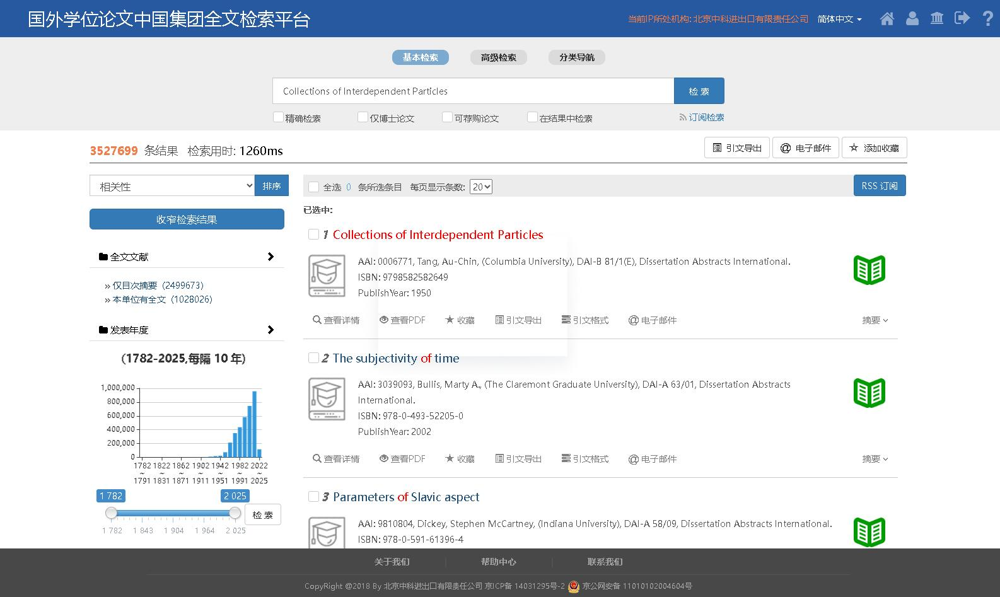 国外学位论文中国集团全文检索平台
当前IP所处机构: 北京中科进出口有限责任公司 简体中文
基本检索 高级检索 分类导航
Collections of Interdependent Particles 检 索
精确检索 仅博士论文 可荐购论文 在结果中检索 订阅检索
3527699 条结果 检索用时: 1260ms 引文导出 电子邮件 添加收藏
相关性 排序
全选 0 条所选条目 每页显示条数: 20 RSS 订阅
已选中:
收窄检索结果
全文文献
» 仅目次摘要 (2499673)
» 本单位有全文 (1028026)
发表年度
(1782-2025,每隔 10 年)
1,000,000
800,000
600,000
400,000
200,000
0
1782 1822 1862 1902 1942 1982 2022
~ ~ ~ ~ ~ ~ ~
1791 1831 1871 1911 1951 1991 2025
1 782 2 025
检 索
1 782 1 843 1 904 1 964 2 025
1 Collections of Interdependent Particles
AAI: 0006771, Tang, Au-Chin, (Columbia University), DAI-B 81/1(E), Dissertation Abstracts International.
ISBN: 9798582582649
PublishYear: 1950
查看详情 查看PDF 收藏 引文导出 引文格式 电子邮件 摘要
2 The subjectivity of time
AAI: 3039093, Bullis, Marty A., (The Claremont Graduate University), DAI-A 63/01, Dissertation Abstracts
International.
ISBN: 978-0-493-52205-0
PublishYear: 2002
查看详情 查看PDF 收藏 引文导出 引文格式 电子邮件 摘要
3 Parameters of Slavic aspect
AAI: 9810804, Dickey, Stephen McCartney, (Indiana University), DAI-A 58/09, Dissertation Abstracts International.
ISBN: 978-0-591-61396-4
关于我们 | 帮助中心 | 联系我们
CopyRight @2018 By 北京中科进出口有限责任公司 京ICP备 14031295号-2 京公网安备 11010102004604号